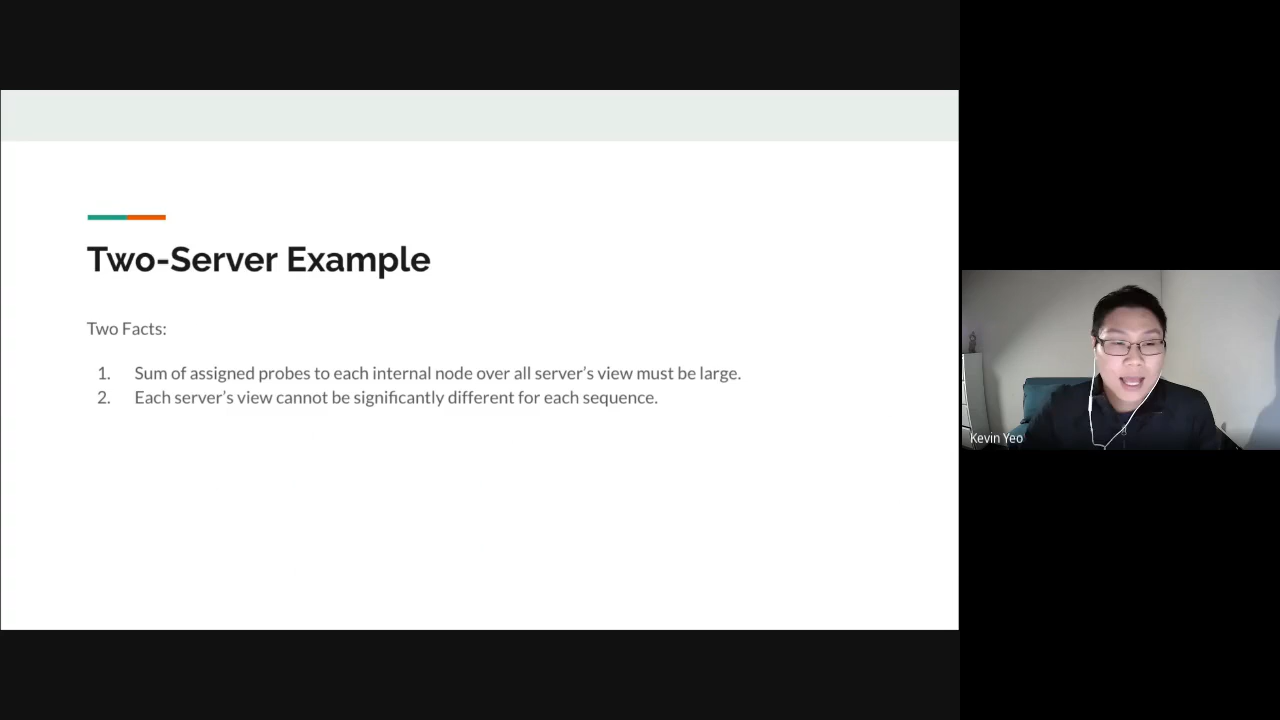 Two-Server Example
Two Facts:
1. Sum of assigned probes to each internal node over all server's view must be large.
2. Each server's view cannot be significantly different for each sequence.
Kevin Yeo